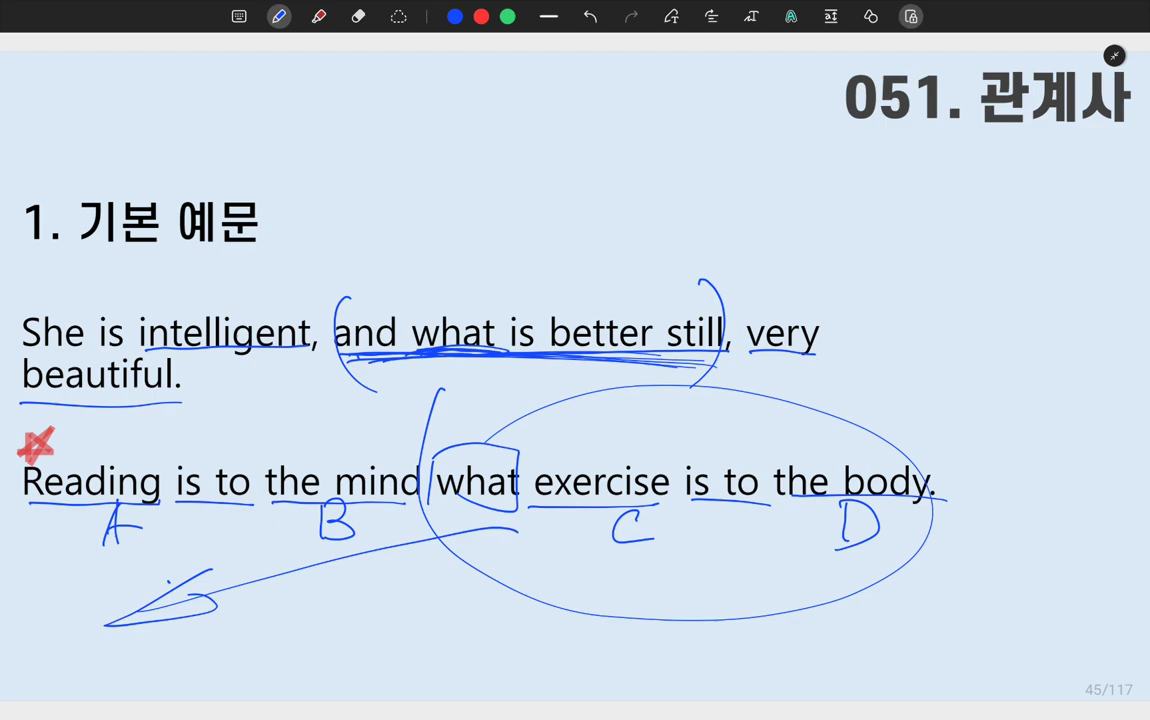 051. 관계사
1. 기본 예문
She is intelligent, and what is better still, very
beautiful.
Reading is to the mind what exercise is to the body.
A B C D
45/117